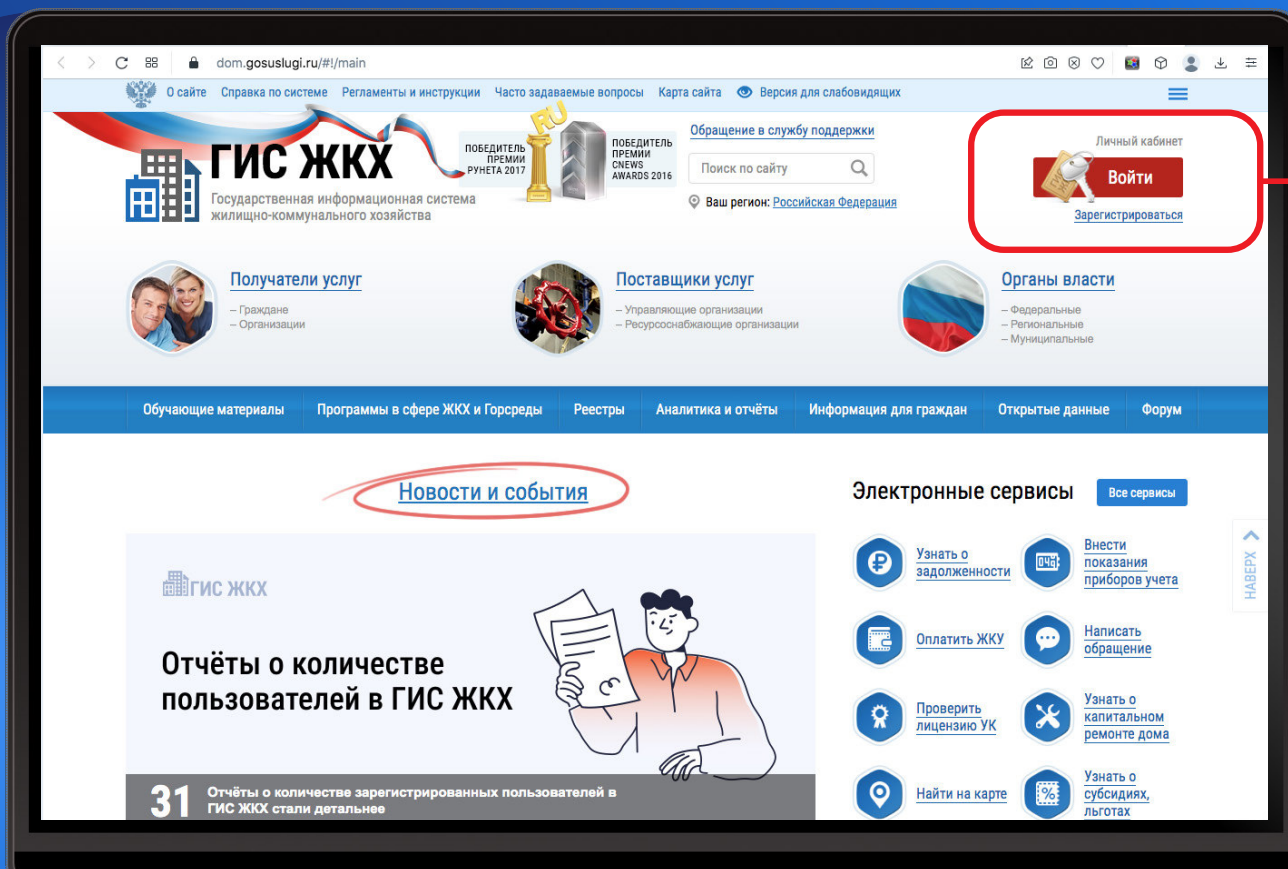 dom.gosuslugi.ru/#!/main
О сайте Справка по системе Регламенты и инструкции Часто задаваемые вопросы Карта сайта Версия для слабовидящих
ГИС ЖКХ
Государственная информационная система
жилищно-коммунального хозяйства
ПОБЕДИТЕЛЬ
ПРЕМИИ
РУНЕТА 2017
RU
ПОБЕДИТЕЛЬ
ПРЕМИИ
CNEWS
AWARDS 2016
Обращение в службу поддержки
Поиск по сайту
Ваш регион: Российская Федерация
Личный кабинет
Войти
Зарегистрироваться
Получатели услуг
– Граждане
– Организации
Поставщики услуг
– Управляющие организации
– Ресурсоснабжающие организации
Органы власти
– Федеральные
– Региональные
– Муниципальные
Обучающие материалы Программы в сфере ЖКХ и Горсреды Реестры Аналитика и отчёты Информация для граждан Открытые данные Форум
Новости и события
ГИС ЖКХ
Отчёты о количестве
пользователей в ГИС ЖКХ
31
Отчёты о количестве зарегистрированных пользователей в
ГИС ЖКХ стали детальнее
Электронные сервисы
Все сервисы
Узнать о
задолженности
Внести
показания
приборов учета
Оплатить ЖКУ
Написать
обращение
Проверить
лицензию УК
Узнать о
капитальном
ремонте дома
Найти на карте
Узнать о
субсидиях,
льготах
НАВЕРХ